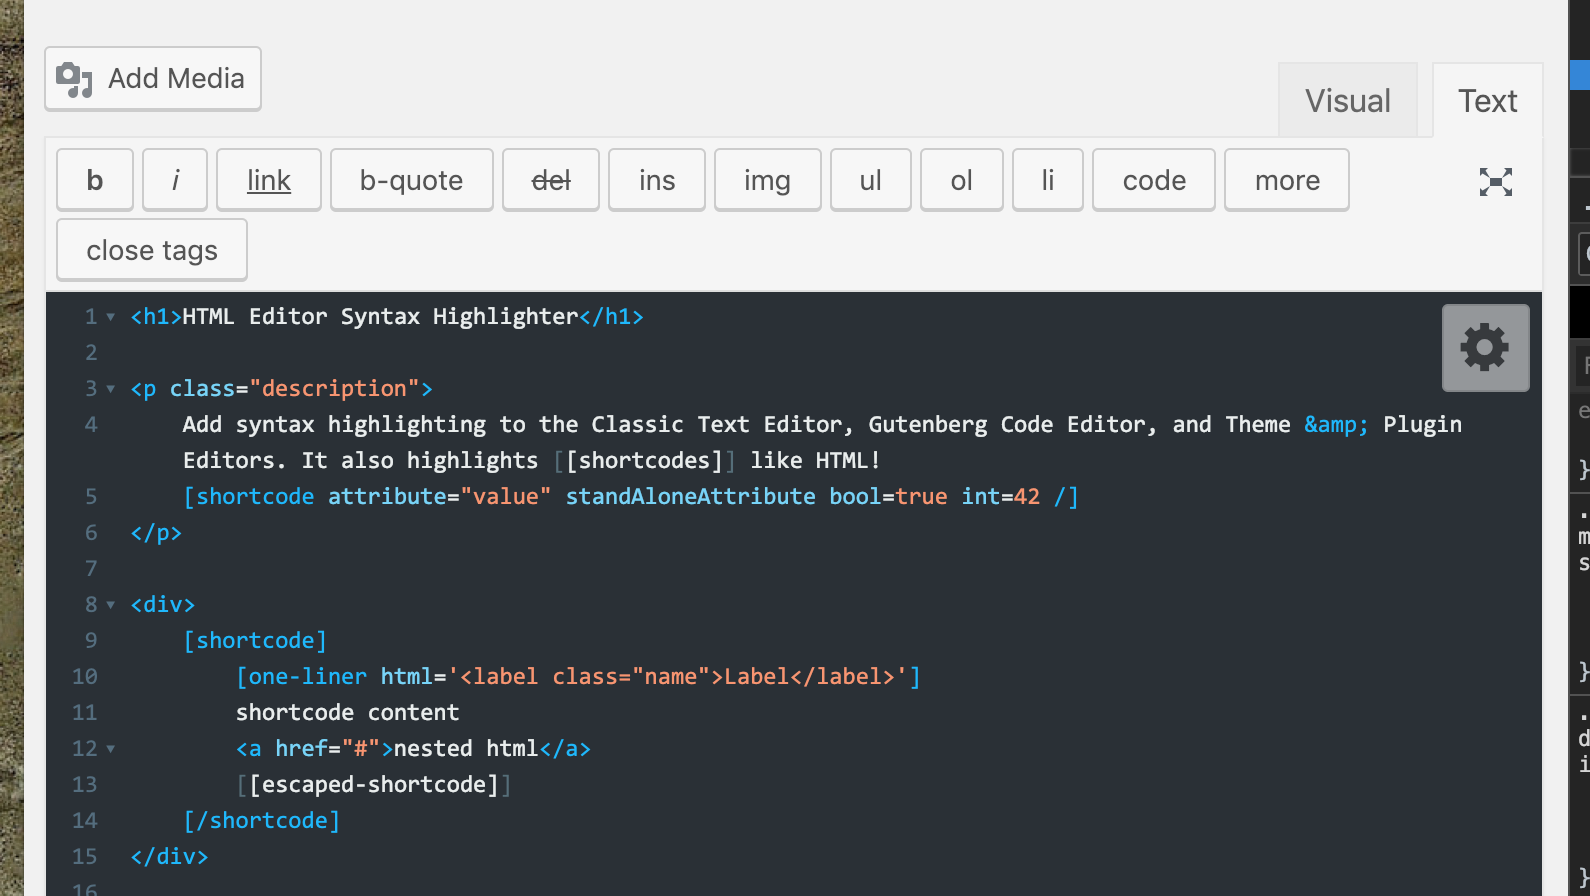 Add Media
Visual Text
b i link b-quote del ins img ul ol li code more
close tags
1 <h1>HTML Editor Syntax Highlighter</h1>
2
3 <p class="description">
4 Add syntax highlighting to the Classic Text Editor, Gutenberg Code Editor, and Theme &amp; Plugin
Editors. It also highlights [[shortcodes]] like HTML!
5 [shortcode attribute="value" standAloneAttribute bool=true int=42 /]
6 </p>
7
8 <div>
9 [shortcode]
10 [one-liner html='<label class="name">Label</label>']
11 shortcode content
12 <a href="#">nested html</a>
13 [[escaped-shortcode]]
14 [/shortcode]
15 </div>
16